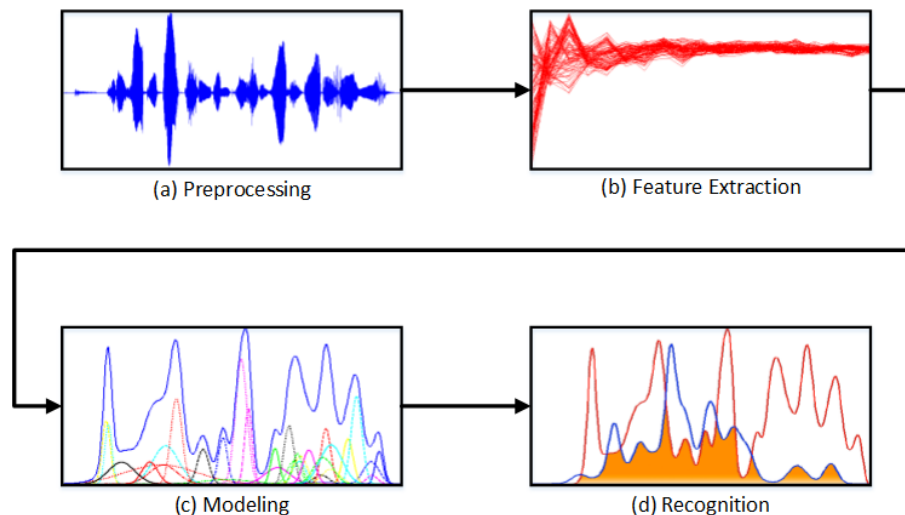 (a) Preprocessing
(b) Feature Extraction
(c) Modeling
(d) Recognition